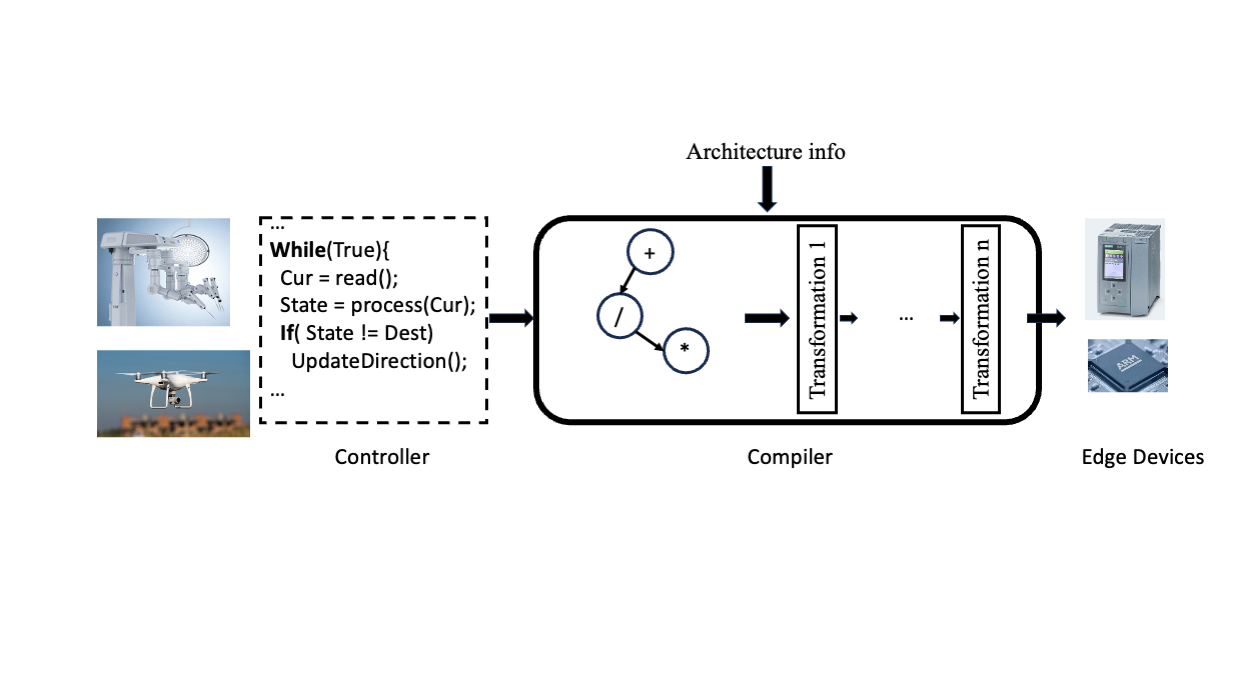 Architecture info
...
While(True){
Cur = read();
State = process(Cur);
If( State != Dest)
UpdateDirection();
...
+
/
*
Transformation 1
...
Transformation n
ARM
Controller
Compiler
Edge Devices